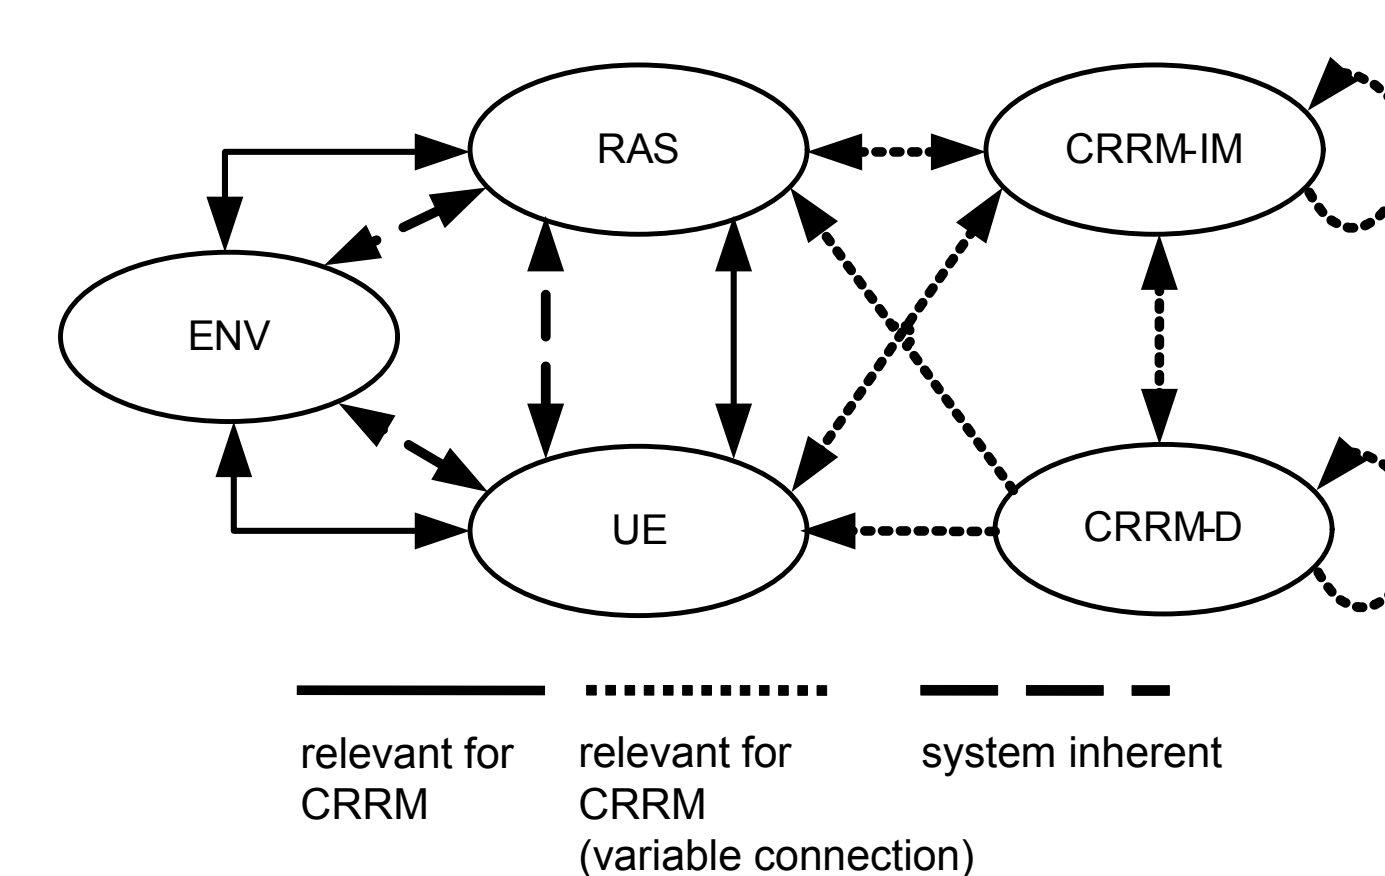 RAS
CRRM-IM
ENV
UE
CRRM-D
relevant for
CRRM
relevant for
CRRM
(variable connection)
system inherent